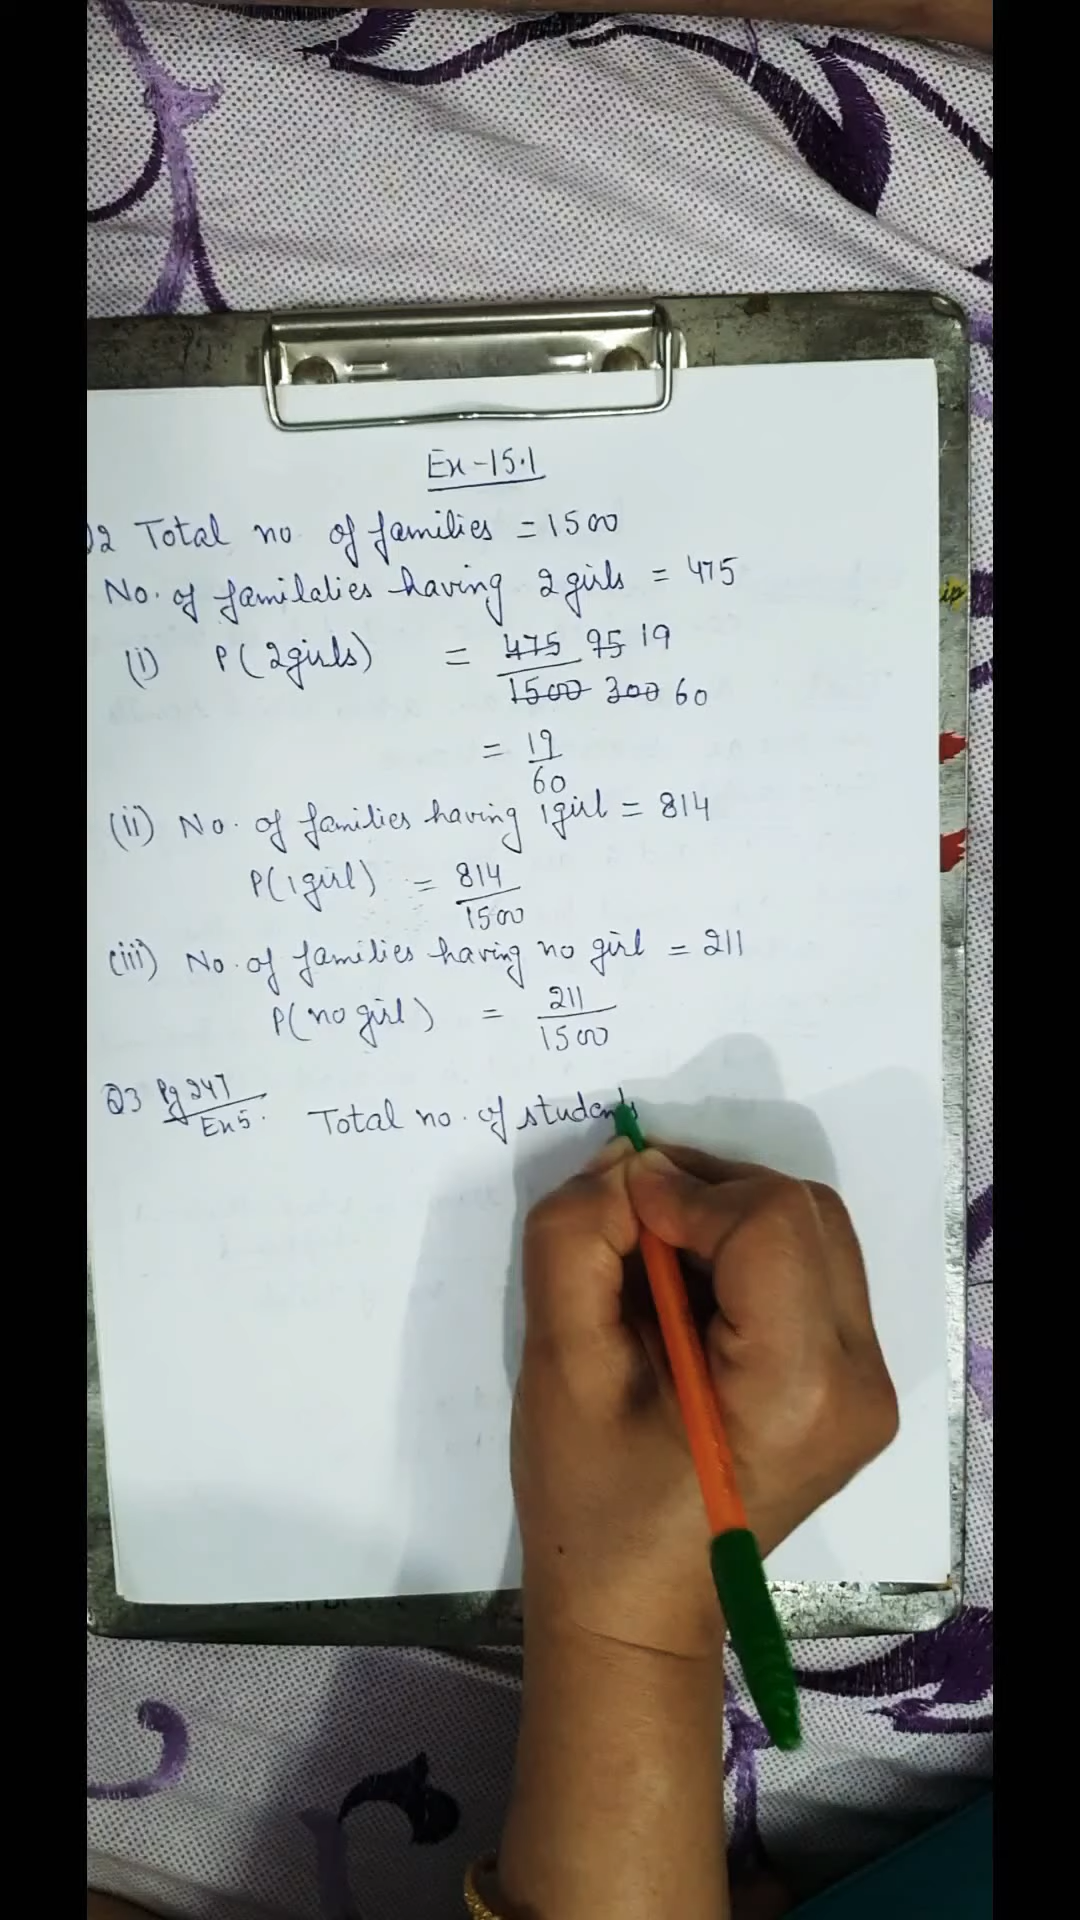 Ex-15.1
Q2 Total no. of families = 1500
No. of familaties having 2 girls = 475
(i) P(2girls) = 475 95 19
1500 300 60
= 19
60
(ii) No. of families having 1 girl = 814
P(1 girl) = 814
1500
(iii) No. of families having no girl = 211
P(no girl) = 211
1500
Q3 Pg 247
Ex 5. Total no. of students
ip